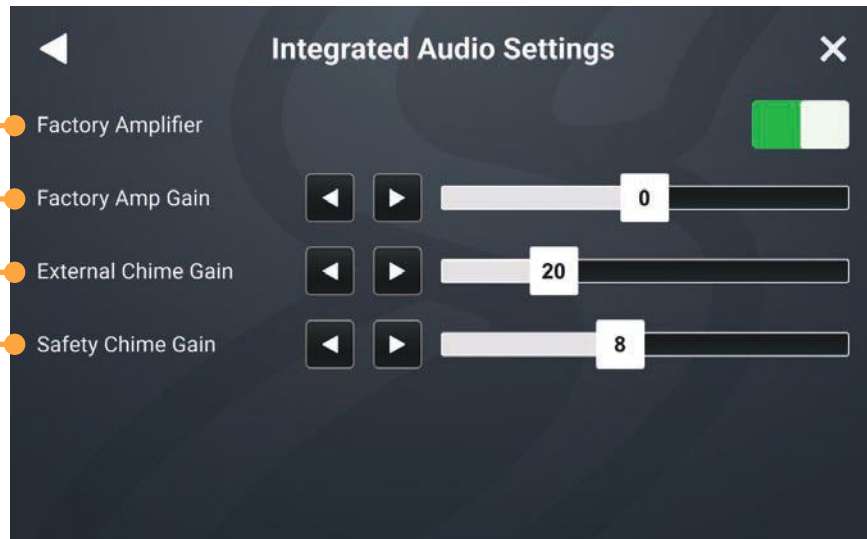 Integrated Audio Settings
Factory Amplifier
Factory Amp Gain 0
External Chime Gain 20
Safety Chime Gain 8